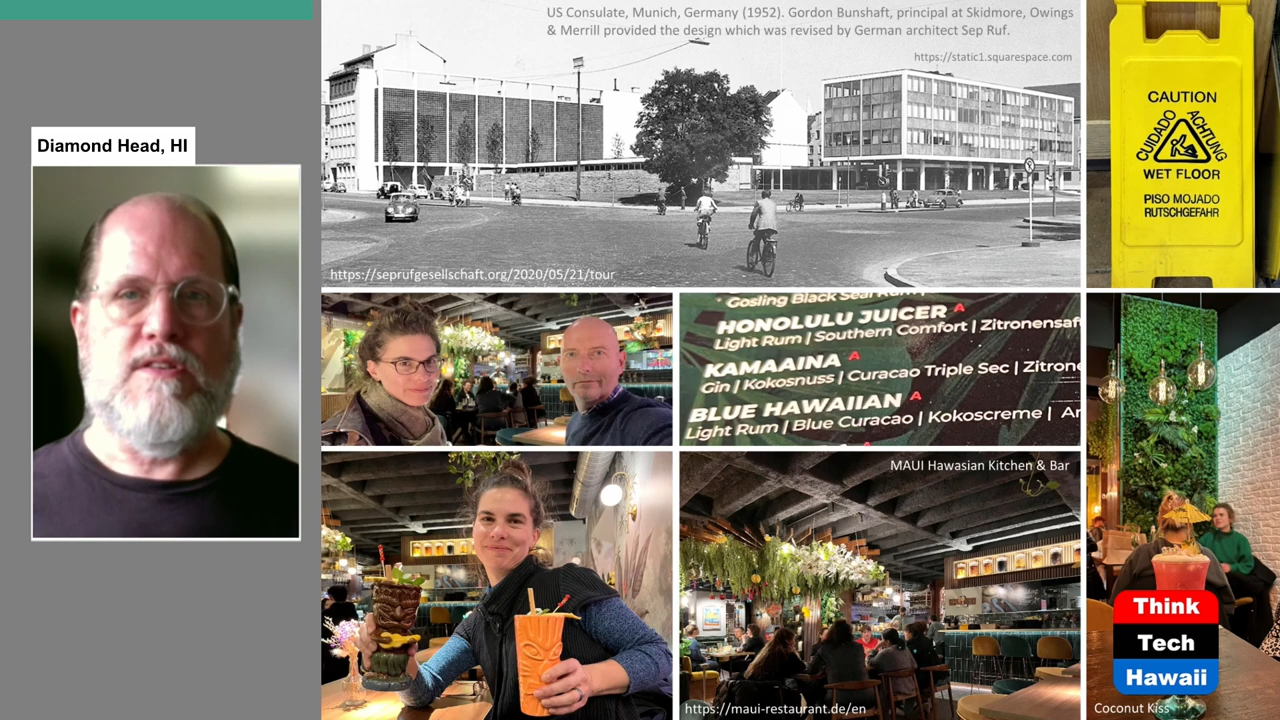 Diamond Head, HI
US Consulate, Munich, Germany (1952). Gordon Bunshaft, principal at Skidmore, Owings
& Merrill provided the design which was revised by German architect Sep Ruf.
https://static1.squarespace.com
https://seprufgesellschaft.org/2020/05/21/tour
CAUTION
CUIDADO ACHTUNG
WET FLOOR
PISO MOJADO
RUTSCHGEFAHR
Gosling Black Seal
HONOLULU JUICER A
Light Rum | Southern Comfort | Zitronensaf
KAMAAINA A
Gin | Kokosnuss | Curacao Triple Sec | Zitrone
BLUE HAWAIIAN A
Light Rum | Blue Curacao | Kokoscreme |
MAUI Hawasian Kitchen & Bar
https://maui-restaurant.de/en
Think
Tech
Hawaii
Coconut Kiss